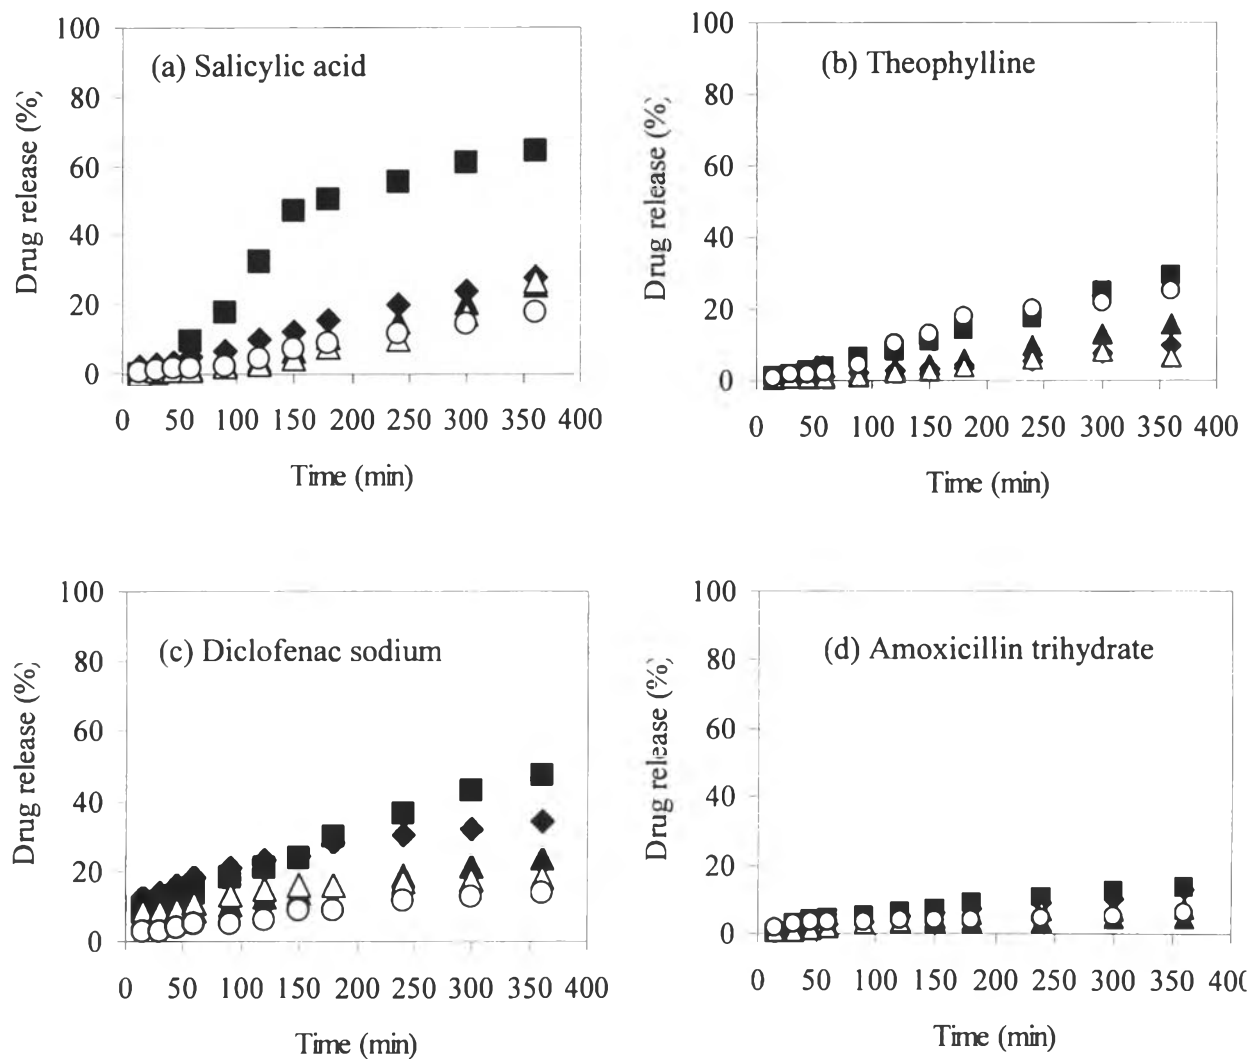 100
80
60
40
20
0
(a) Salicylic acid
Drug release (%)
0 50 100 150 200 250 300 350 400
Time (min)
100
80
60
40
20
0
(b) Theophylline
Drug release (%)
0 50 100 150 200 250 300 350 400
Time (min)
100
80
60
40
20
0
(c) Diclofenac sodium
Drug release (%)
0 50 100 150 200 250 300 350 400
Time (min)
100
80
60
40
20
0
(d) Amoxicillin trihydrate
Drug release (%)
0 50 100 150 200 250 300 350 400
Time (min)